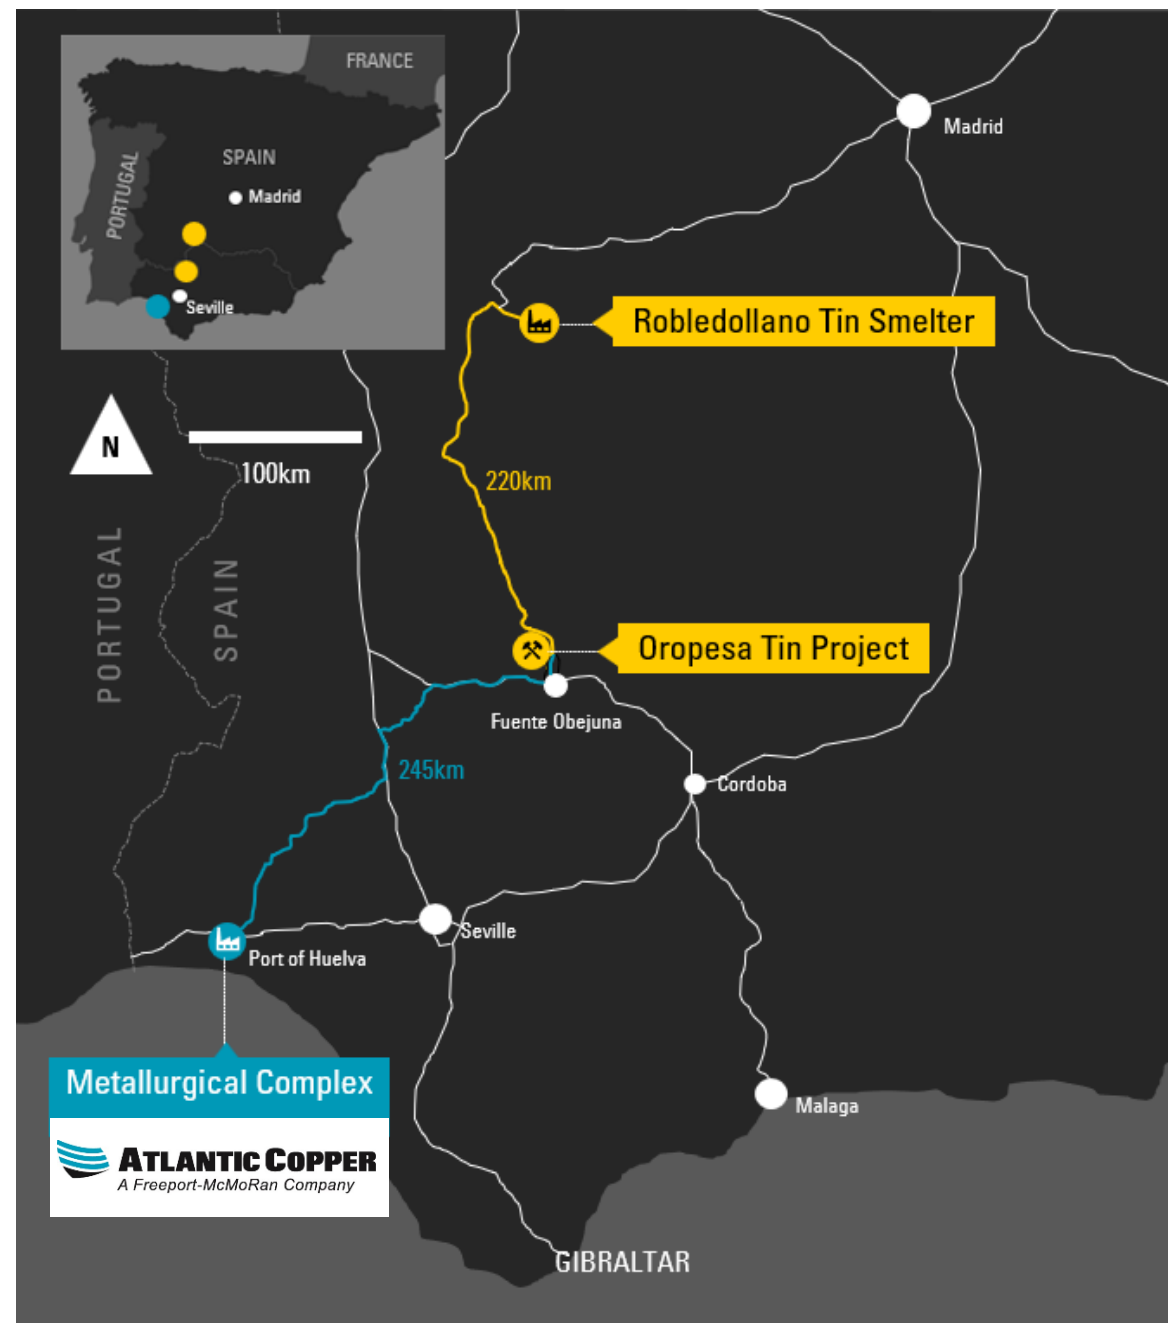 FRANCE
SPAIN
PORTUGAL
Madrid
Seville
Madrid
Robledollano Tin Smelter
N
100km
220km
PORTUGAL
SPAIN
Oropesa Tin Project
Fuente Obejuna
245km
Cordoba
Seville
Port of Huelva
Metallurgical Complex
Malaga
ATLANTIC COPPER
A Freeport-McMoRan Company
GIBRALTAR